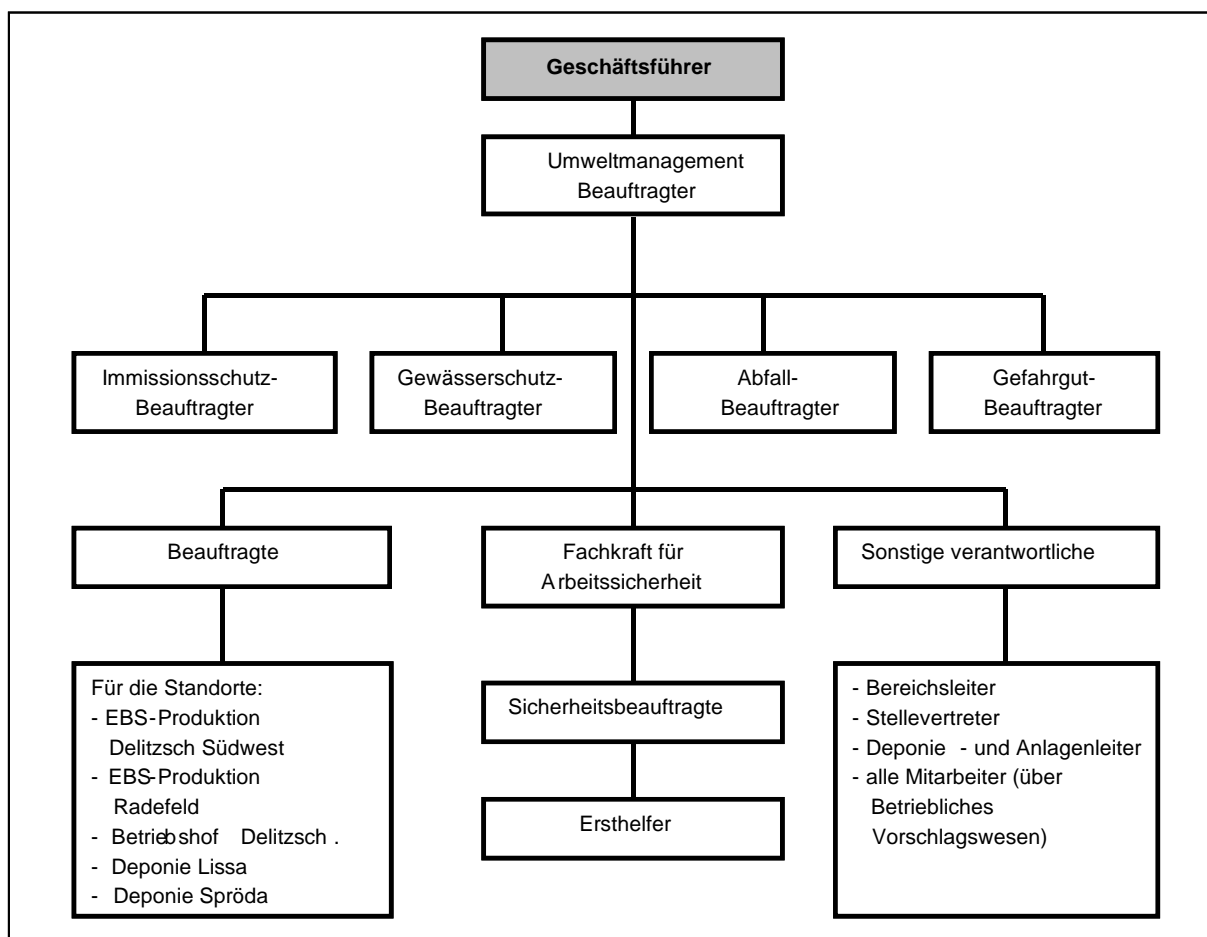 Geschäftsführer
Umweltmanagement
Beauftragter
Immissionsschutz-
Beauftragter
Gewässerschutz-
Beauftragter
Abfall-
Beauftragter
Gefahrgut-
Beauftragter
Beauftragte
Fachkraft für
Arbeitssicherheit
Sonstige verantwortliche
Für die Standorte:
- EBS-Produktion
Delitzsch Südwest
- EBS-Produktion
Radefeld
- Betriebshof Delitzsch .
- Deponie Lissa
- Deponie Spröda
Sicherheitsbeauftragte
Ersthelfer
- Bereichsleiter
- Stellevertreter
- Deponie - und Anlagenleiter
- alle Mitarbeiter (über
Betriebliches
Vorschlagswesen)